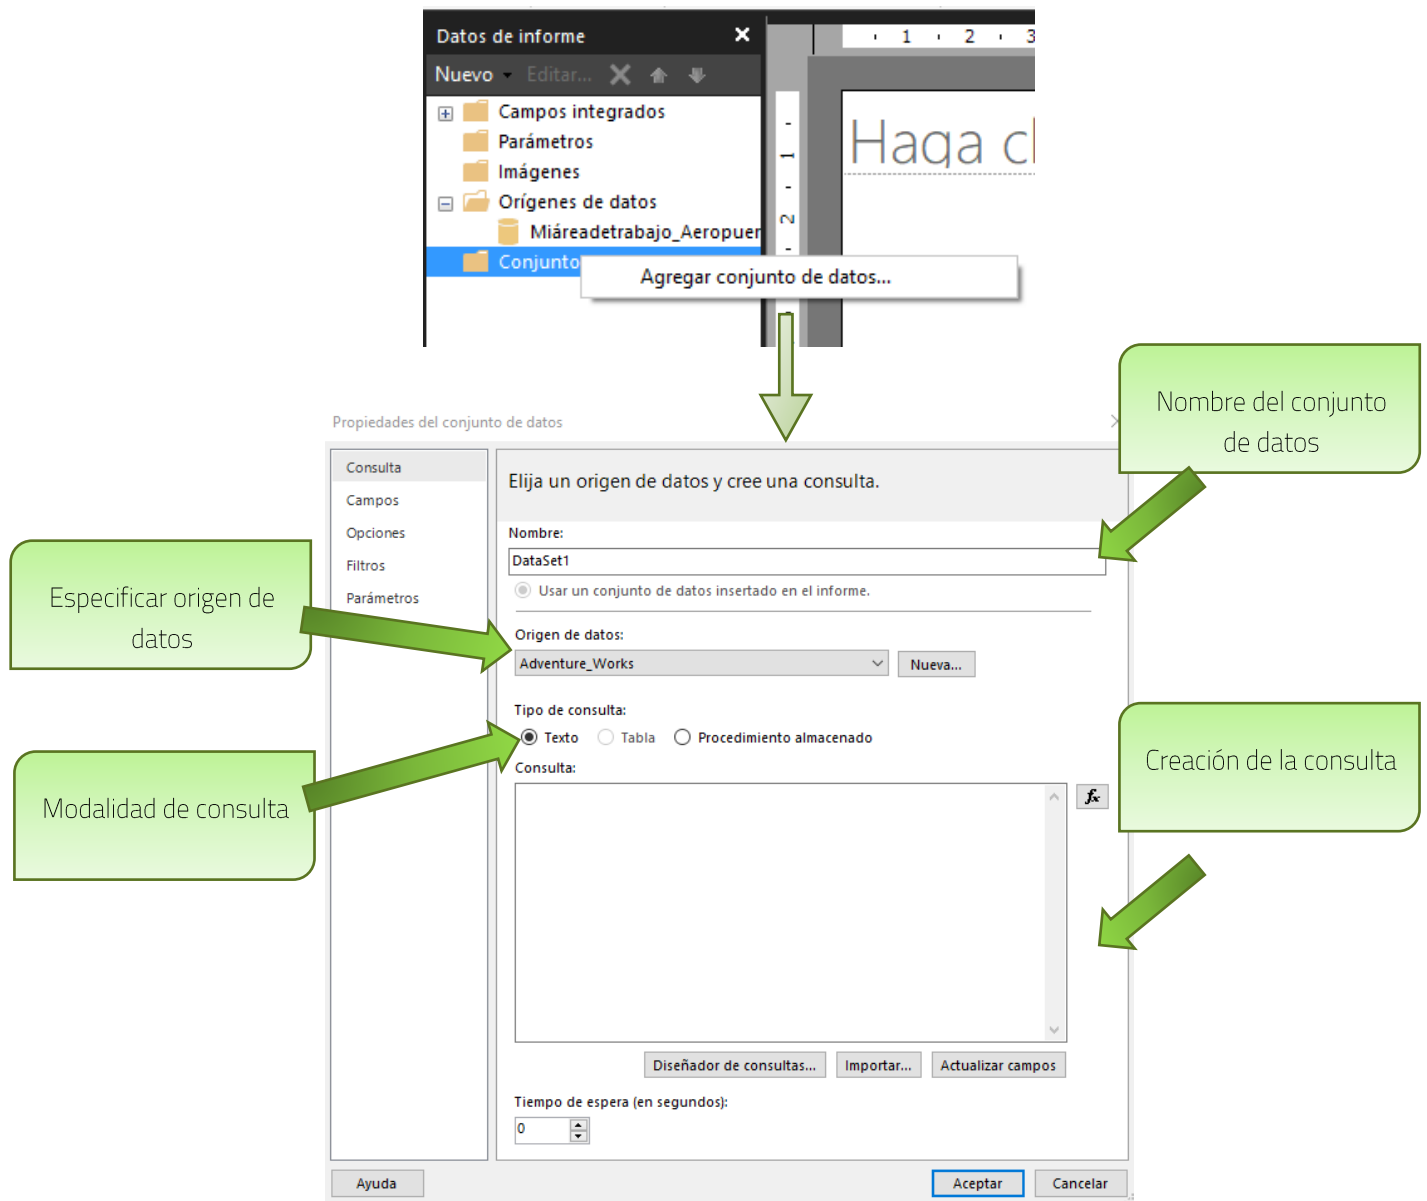 Datos de informe
Nuevo Editar...
Campos integrados
Parámetros
Imágenes
Orígenes de datos
Miáreadetrabajo_Aeropuer
Conjunto
Agregar conjunto de datos...
1 2 3
Haga cl
1
2
Propiedades del conjunto de datos
Nombre del conjunto
de datos
Consulta
Campos
Opciones
Filtros
Parámetros
Elija un origen de datos y cree una consulta.
Nombre:
DataSet1
Usar un conjunto de datos insertado en el informe.
Especificar origen de
datos
Origen de datos:
Adventure_Works
Nueva...
Tipo de consulta:
Texto Tabla Procedimiento almacenado
Modalidad de consulta
Consulta:
fx
Creación de la consulta
Diseñador de consultas... Importar... Actualizar campos
Tiempo de espera (en segundos):
0
Ayuda Aceptar Cancelar